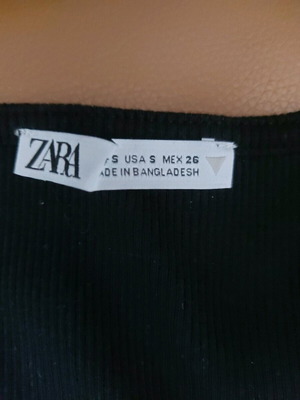 ZARA
S USA S MEX 26
ADE IN BANGLADESH